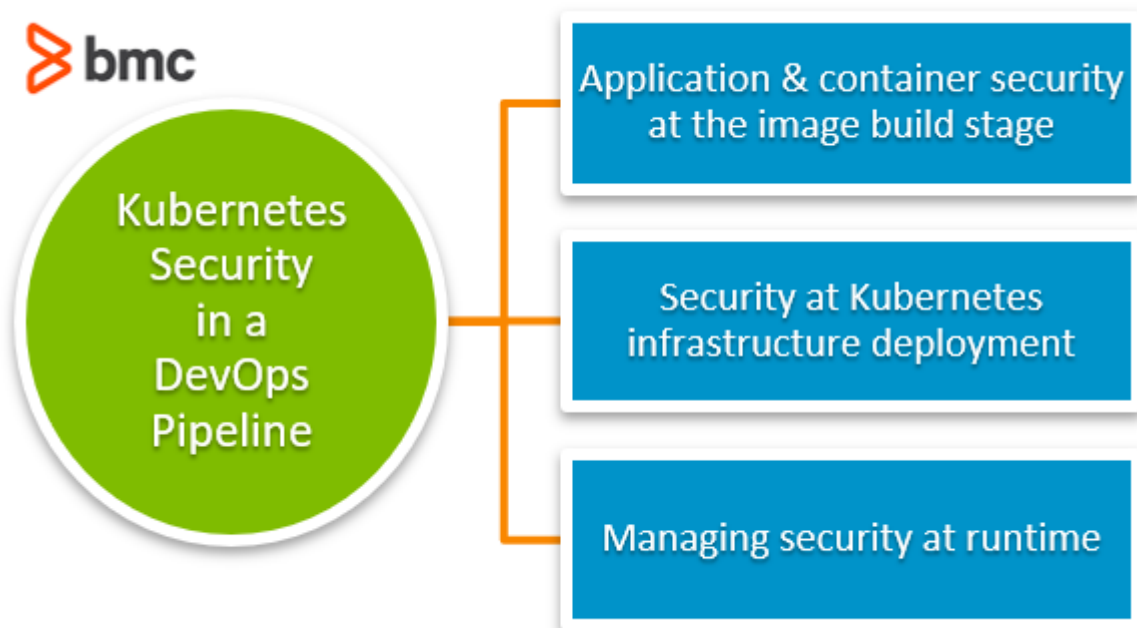 bmc
Kubernetes
Security
in a
DevOps
Pipeline
Application & container security
at the image build stage
Security at Kubernetes
infrastructure deployment
Managing security at runtime